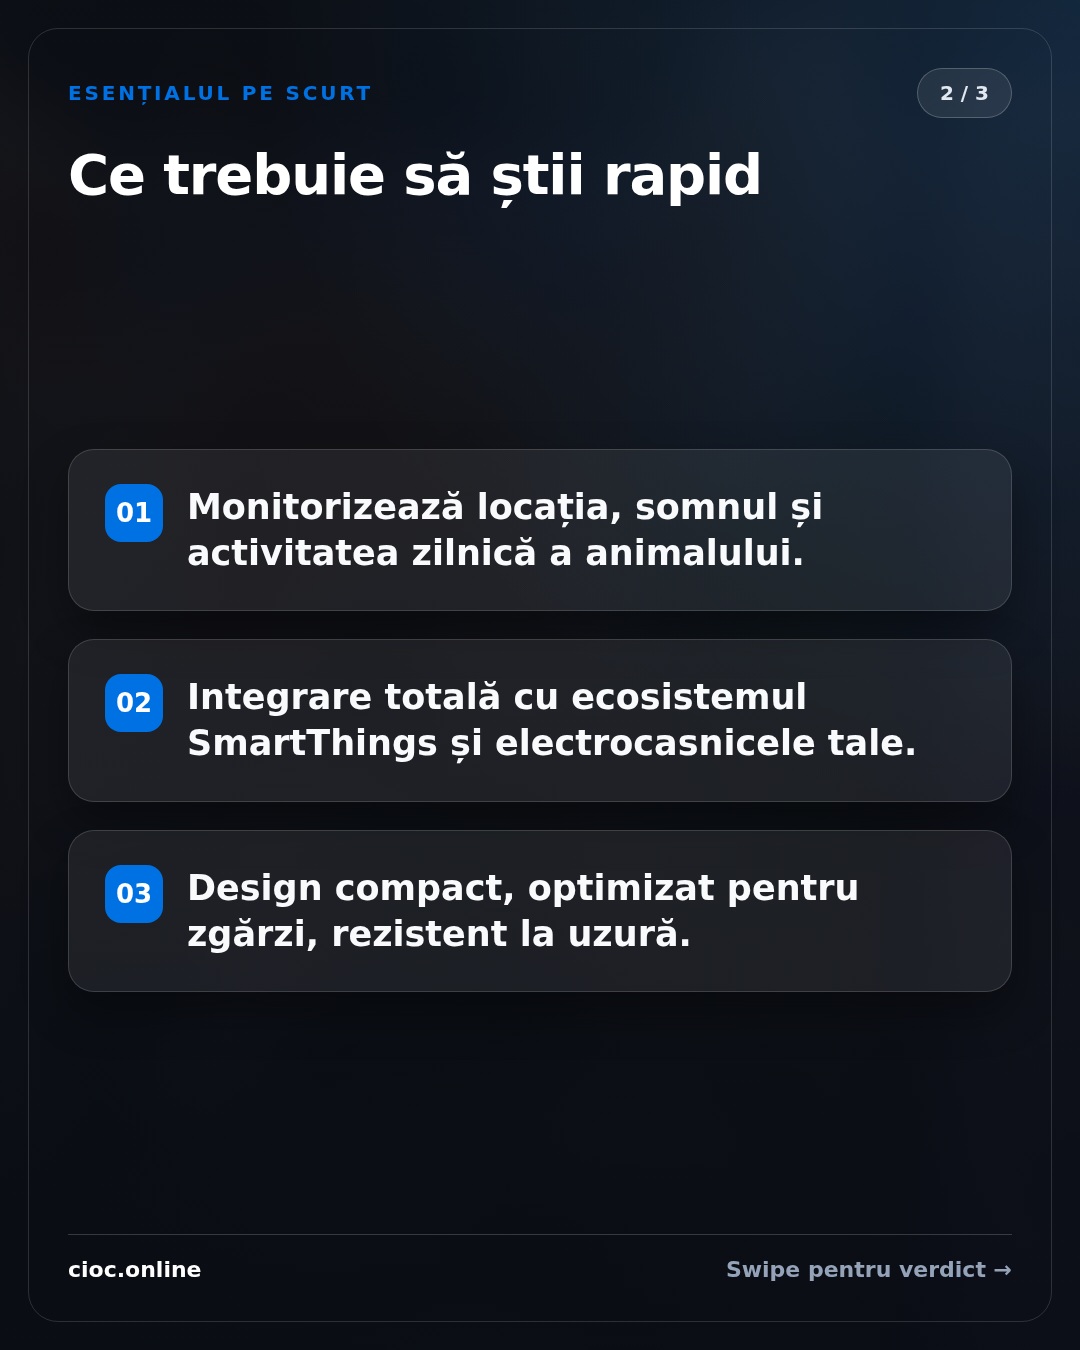 ESENȚIALUL PE SCURT
2 / 3
Ce trebuie să știi rapid
01
Monitorizează locația, somnul și
activitatea zilnică a animalului.
02
Integrare totală cu ecosistemul
SmartThings și electrocasnicele tale.
03
Design compact, optimizat pentru
zgărzi, rezistent la uzură.
cioc.online
Swipe pentru verdict →